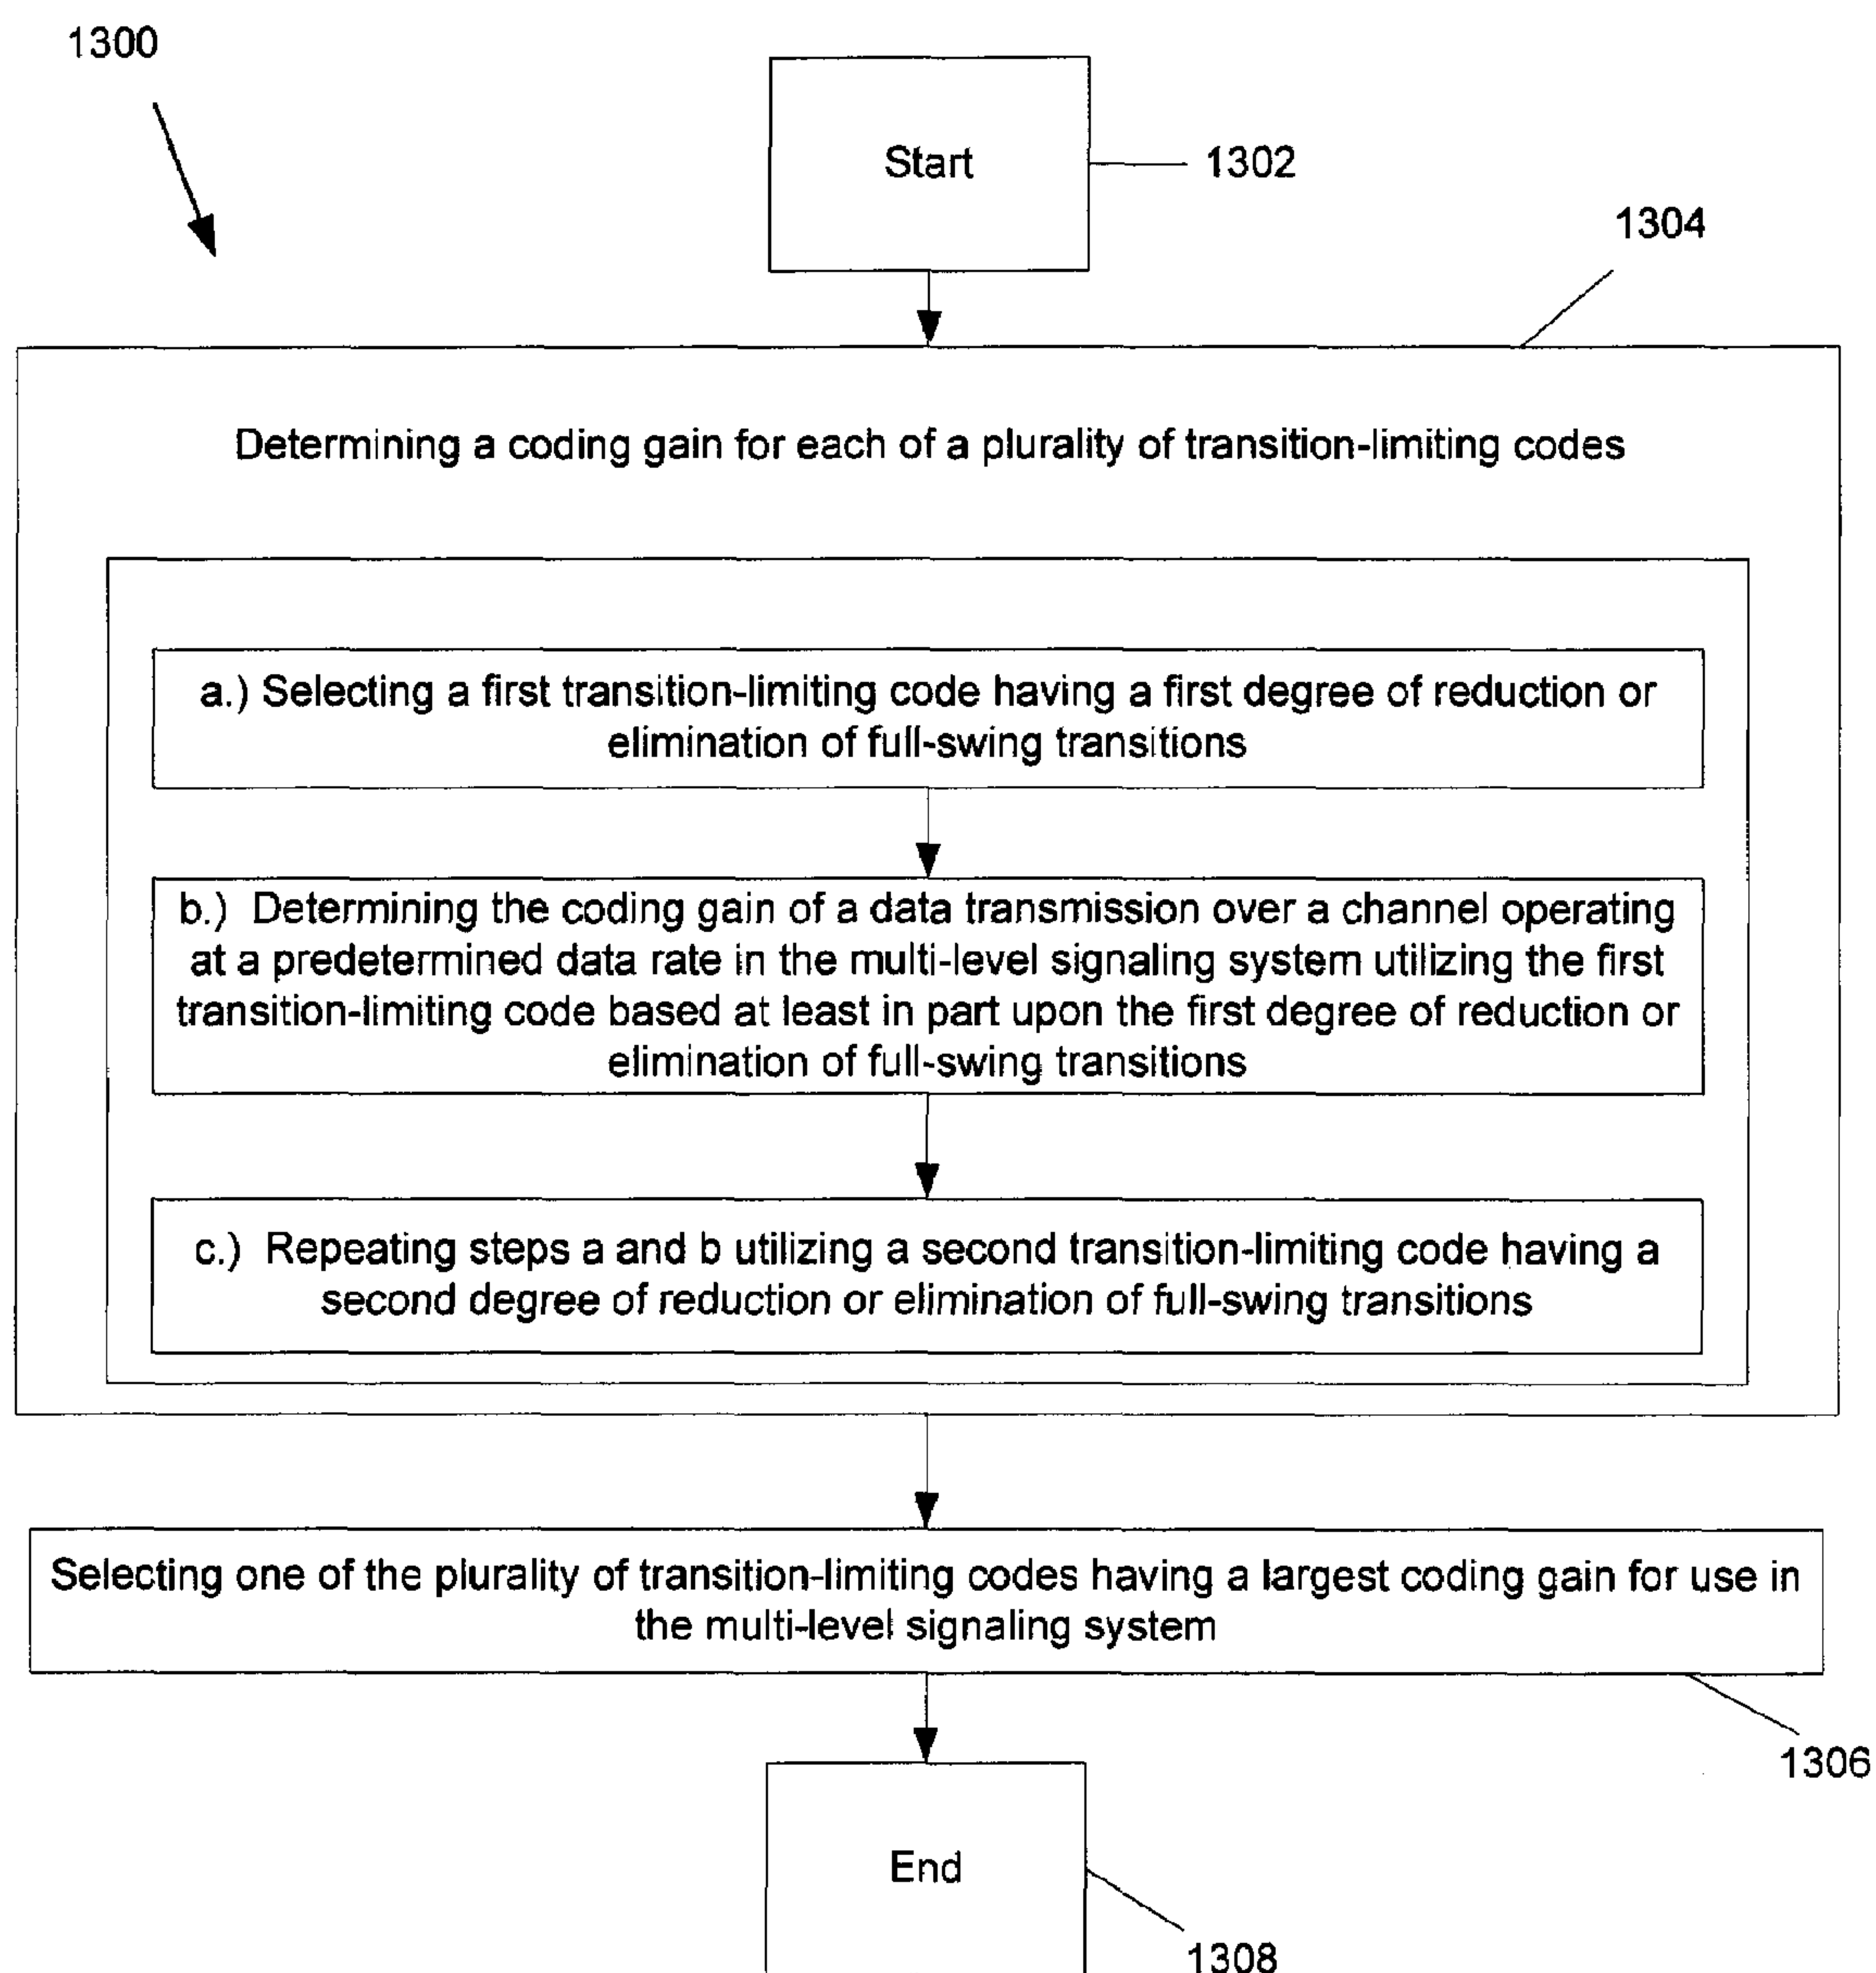 1300
Start
1302
1304
Determining a coding gain for each of a plurality of transition-limiting codes
a.) Selecting a first transition-limiting code having a first degree of reduction or
elimination of full-swing transitions
b.) Determining the coding gain of a data transmission over a channel operating
at a predetermined data rate in the multi-level signaling system utilizing the first
transition-limiting code based at least in part upon the first degree of reduction or
elimination of full-swing transitions
c.) Repeating steps a and b utilizing a second transition-limiting code having a
second degree of reduction or elimination of full-swing transitions
Selecting one of the plurality of transition-limiting codes having a largest coding gain for use in
the multi-level signaling system
1306
End
1308